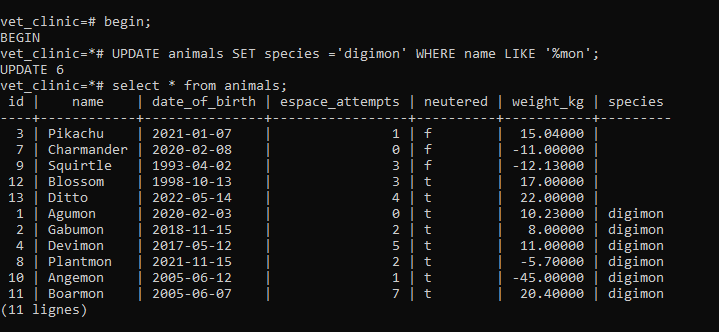 vet_clinic=# begin;
BEGIN
vet_clinic=*# UPDATE animals SET species ='digimon' WHERE name LIKE '%mon';
UPDATE 6
vet_clinic=*# select * from animals;
 id |    name    | date_of_birth | espace_attempts | neutered | weight_kg | species
----+------------+---------------+-----------------+----------+-----------+---------
  3 | Pikachu    | 2021-01-07    |               1 | f        |  15.04000 |
  7 | Charmander | 2020-02-08    |               0 | f        | -11.00000 |
  9 | Squirtle   | 1993-04-02    |               3 | f        | -12.13000 |
 12 | Blossom    | 1998-10-13    |               3 | t        |  17.00000 |
 13 | Ditto      | 2022-05-14    |               4 | t        |  22.00000 |
  1 | Agumon     | 2020-02-03    |               0 | t        |  10.23000 | digimon
  2 | Gabumon    | 2018-11-15    |               2 | t        |   8.00000 | digimon
  4 | Devimon    | 2017-05-12    |               5 | t        |  11.00000 | digimon
  8 | Plantmon   | 2021-11-15    |               2 | t        |  -5.70000 | digimon
 10 | Angemon    | 2005-06-12    |               1 | t        | -45.00000 | digimon
 11 | Boarmon    | 2005-06-07    |               7 | t        |  20.40000 | digimon
(11 lignes)